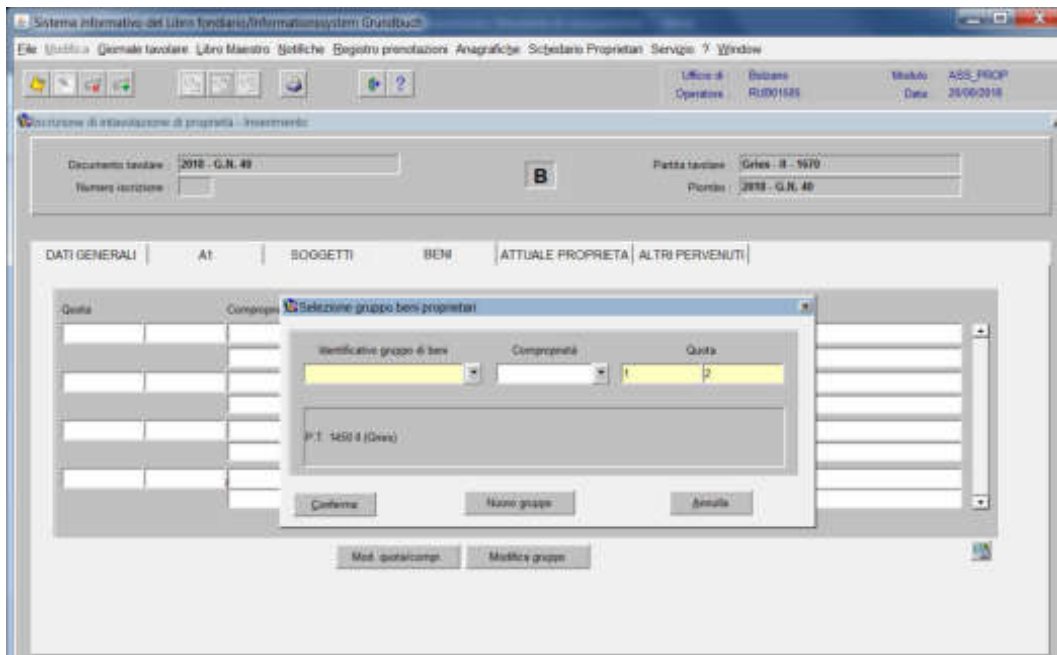 Sistema informativo del Libro fondiario/Informationssystem Grundbuch
File Modifica Giornale tavolare Libro Maestro Notifiche Registro prenotazioni Anagrafiche Schedario Proprietari Servizio ? Window
Ufficio di Bolzano Modulo ASS_PROP
Operatore Data 20/06/2018
Iscrizione di intavolazione di proprietà - Inserimento
Documento tavolare 2018 - G.N. 40 B Partita tavolare Gries - II - 1670
Numero iscrizione Piombo 2018 - G.N. 40
DATI GENERALI A1 SOGGETTI BENI ATTUALE PROPRIETA ALTRI PERVENUTI
Quota Compropri
Selezione gruppo beni proprietari
Identificativo gruppo di beni Comproprietà Quota
1 2
P.T. 1450 II (Gries)
Conferma Nuovo gruppo Annulla
Mod. quota/compr. Modifica gruppo